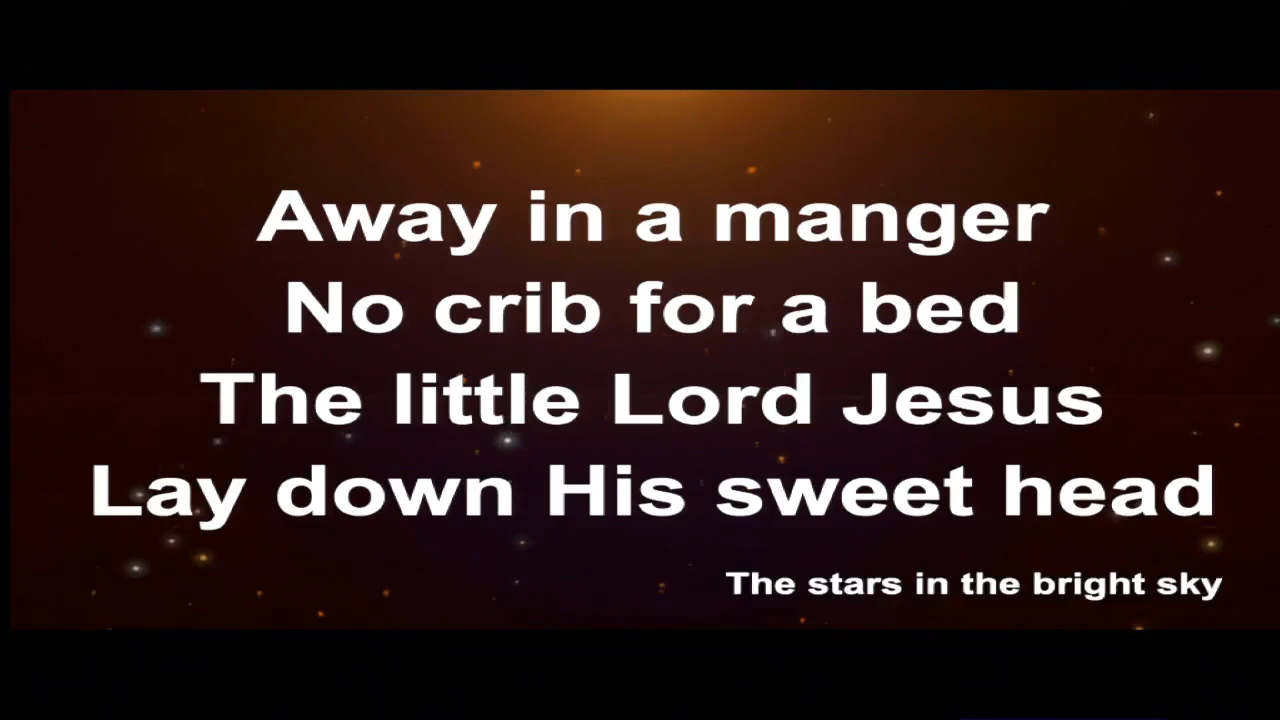 Away in a manger
No crib for a bed
The little Lord Jesus
Lay down His sweet head
The stars in the bright sky